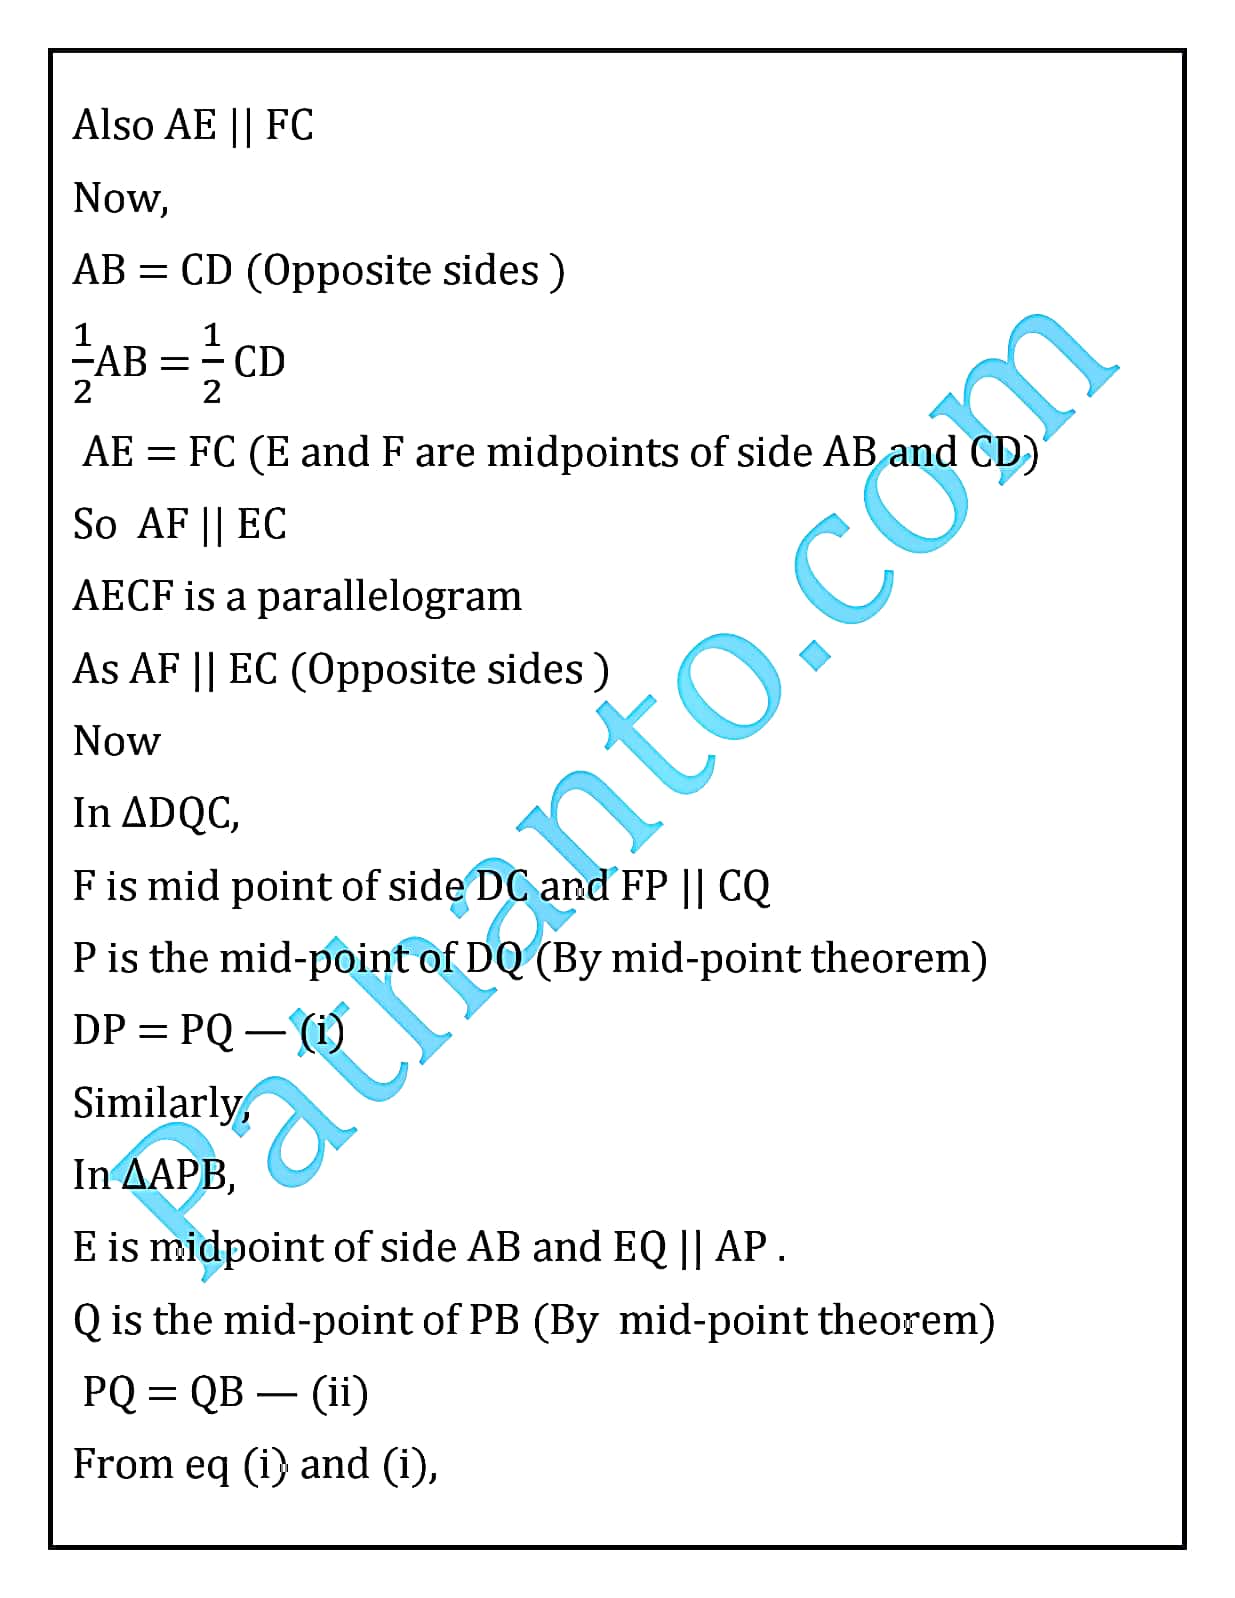 Also AE || FC
Now,
AB = CD (Opposite sides )
1/2 AB = 1/2 CD
AE = FC (E and F are midpoints of side AB and CD)
So AF || EC
AECF is a parallelogram
As AF || EC (Opposite sides )
Now
In ΔDQC,
F is mid point of side DC and FP || CQ
P is the mid-point of DQ (By mid-point theorem)
DP = PQ — (i)
Similarly,
In ΔAPB,
E is midpoint of side AB and EQ || AP .
Q is the mid-point of PB (By mid-point theorem)
PQ = QB — (ii)
From eq (i) and (i),
Pathanto.com